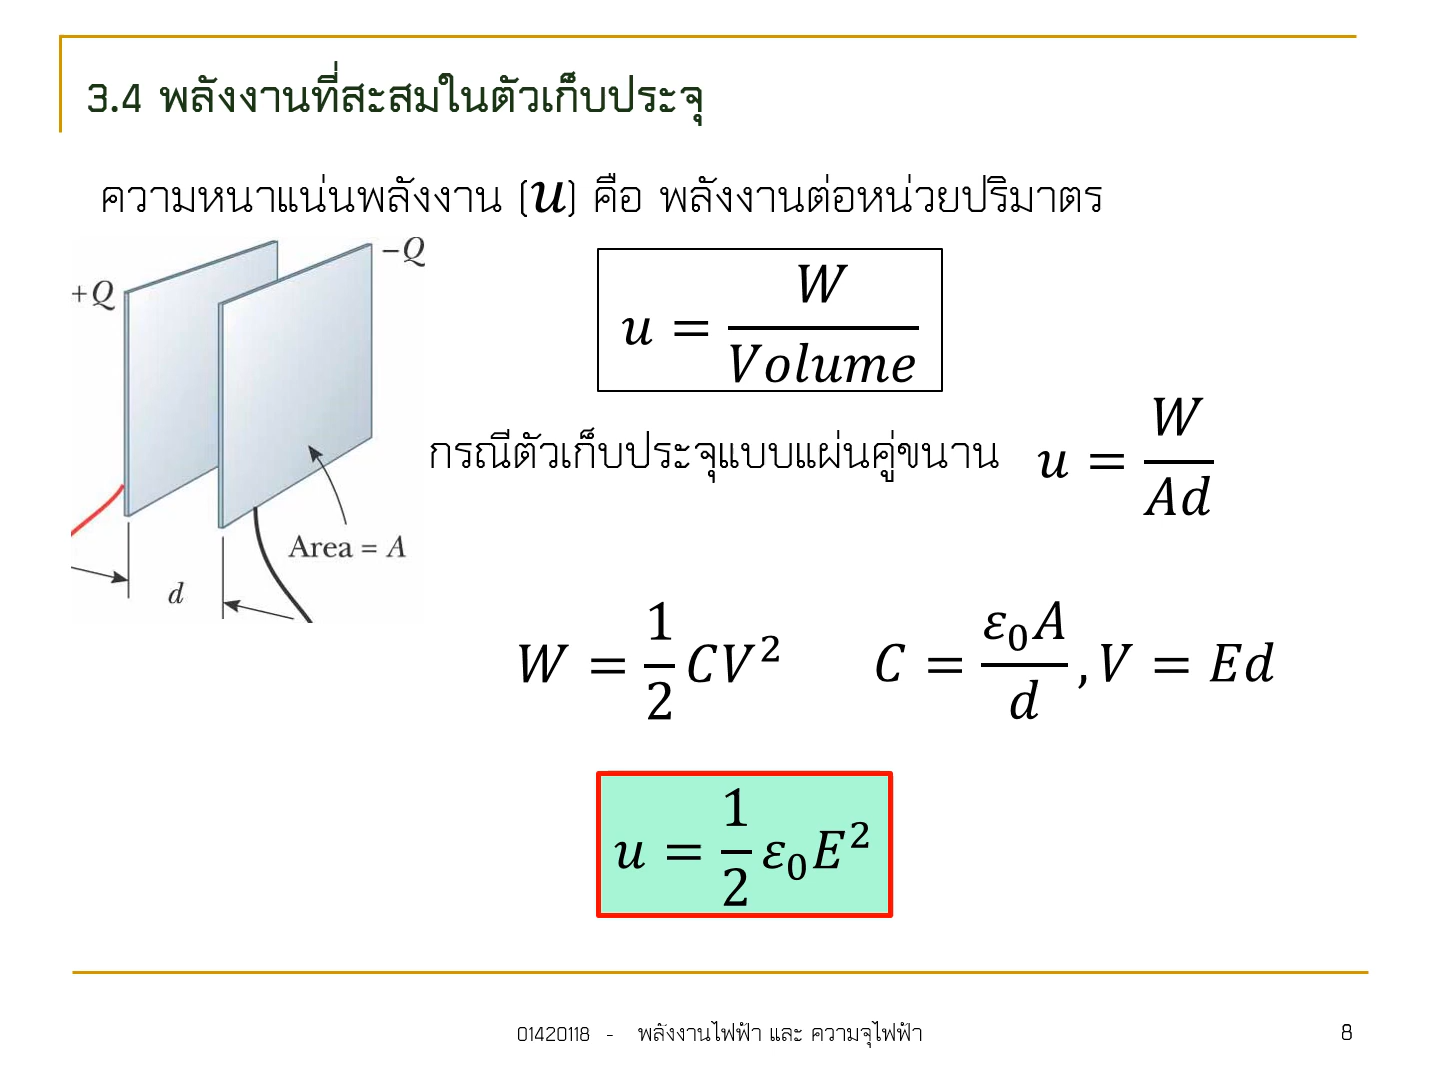 3.4 พลังงานที่สะสมในตัวเก็บประจุ
ความหนาแน่นพลังงาน (u) คือ พลังงานต่อหน่วยปริมาตร
+Q
−Q
Area = A
d
u = W / Volume
กรณีตัวเก็บประจุแบบแผ่นคู่ขนาน u = W / Ad
W = 1/2 CV² C = ε₀A / d , V = Ed
u = 1/2 ε₀E²
01420118 - พลังงานไฟฟ้า และ ความจุไฟฟ้า
8